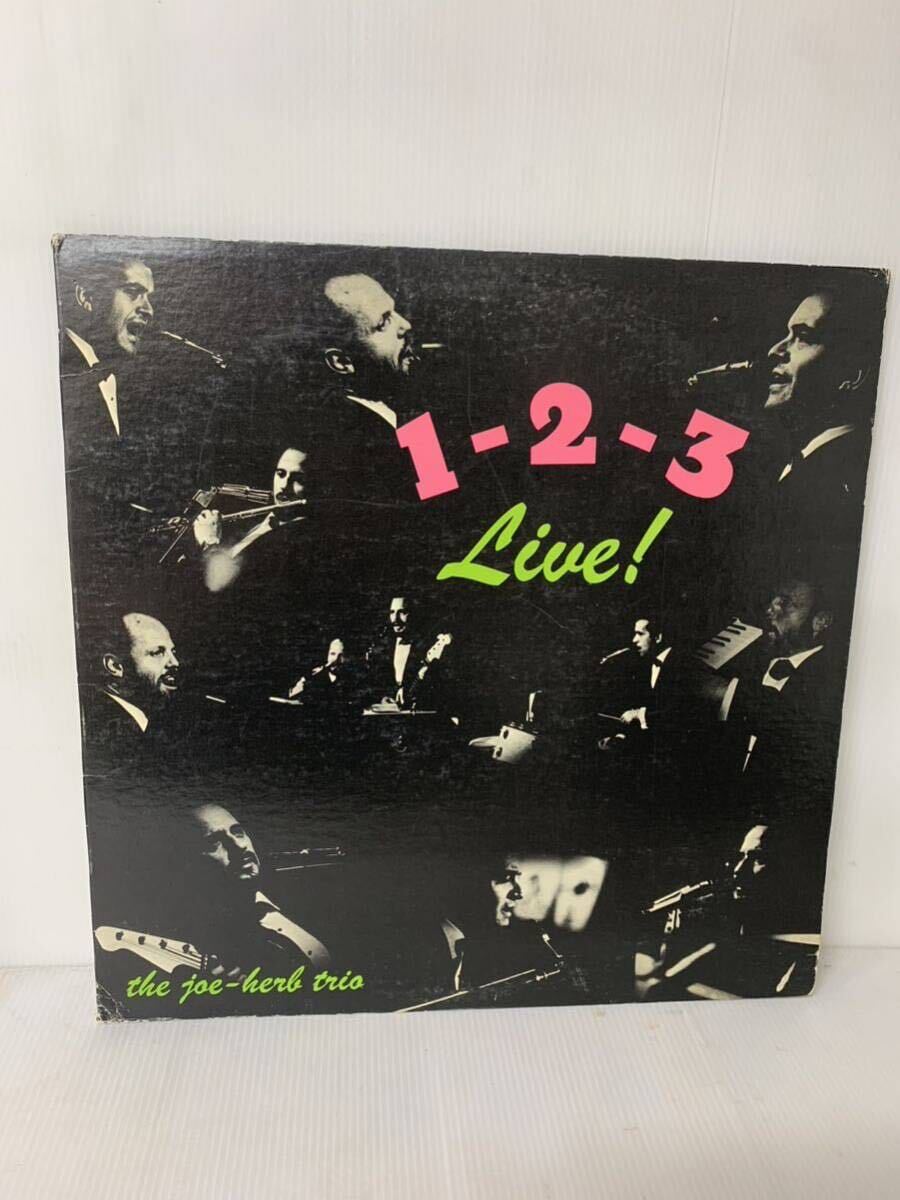 1-2-3
Live!
the joe-herb trio